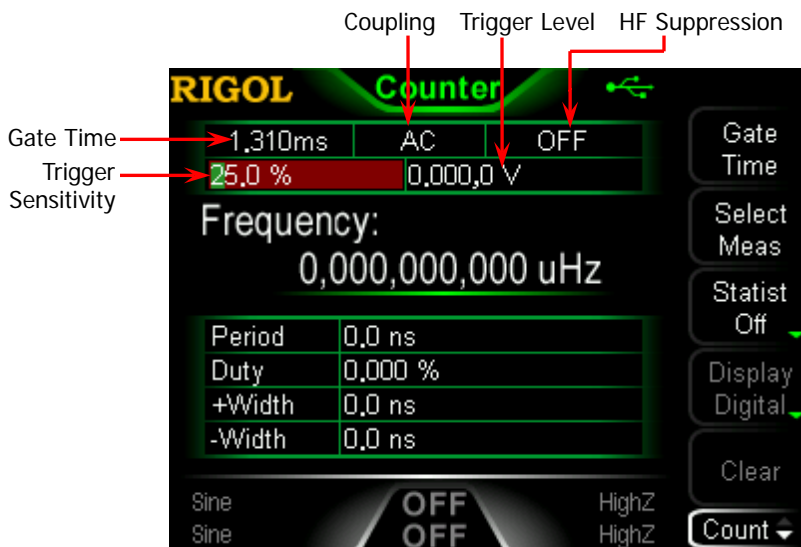 Coupling Trigger Level HF Suppression
RIGOL Counter
Gate Time 1.310ms AC OFF
Trigger Sensitivity 25.0 % 0.000,0 V
Frequency:
0,000,000,000 uHz
Period 0.0 ns
Duty 0.000 %
+Width 0.0 ns
-Width 0.0 ns
Sine OFF HighZ
Sine OFF HighZ
Gate
Time
Select
Meas
Statist
Off
Display
Digital
Clear
Count